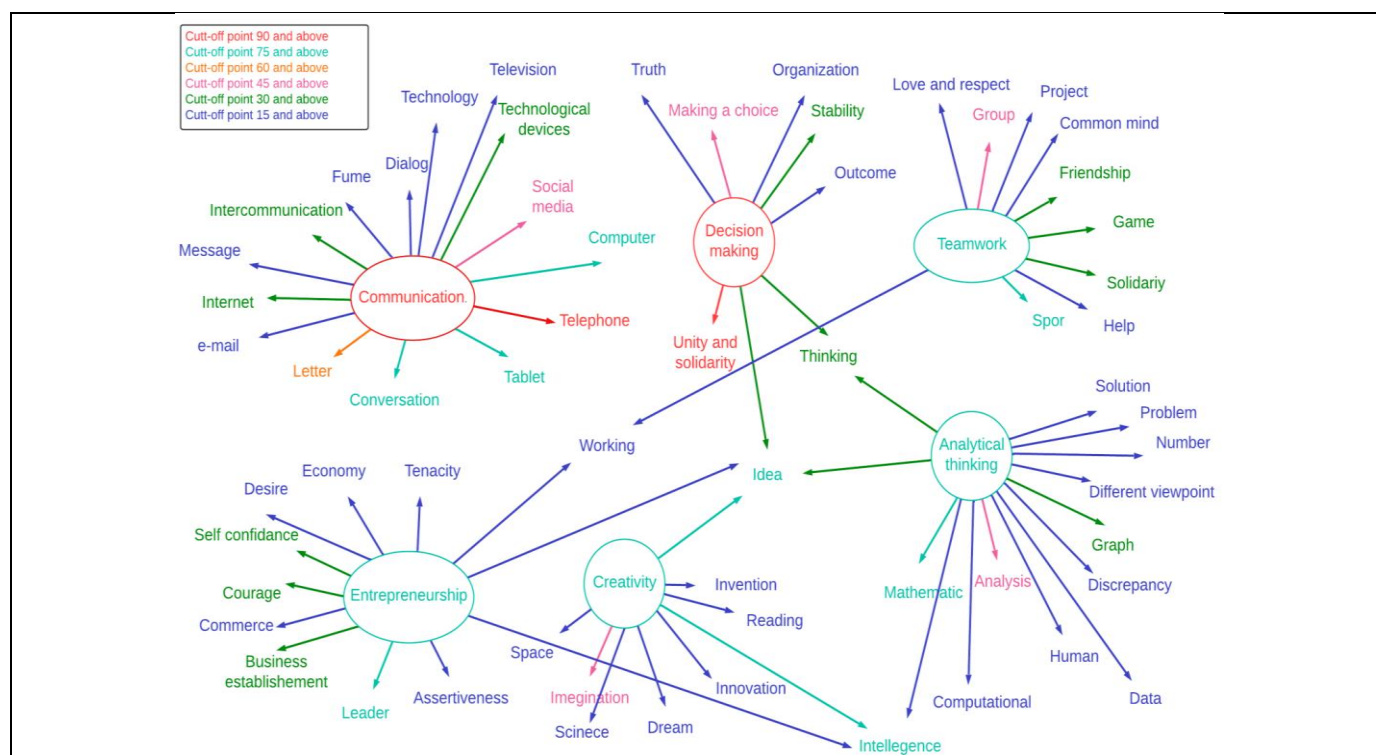 Cutt-off point 90 and above
Cutt-off point 75 and above
Cutt-off point 60 and above
Cutt-off point 45 and above
Cutt-off point 30 and above
Cutt-off point 15 and above
Television
Technology
Technological
devices
Dialog
Fume
Social
media
Intercommunication
Computer
Message
Communication.
Internet
Telephone
e-mail
Letter
Tablet
Conversation
Truth
Organization
Making a choice
Stability
Outcome
Decision
making
Unity and
solidarity
Thinking
Love and respect
Project
Group
Common mind
Friendship
Game
Teamwork
Solidariy
Spor
Help
Working
Idea
Solution
Problem
Number
Analytical
thinking
Different viewpoint
Graph
Discrepancy
Mathematic
Analysis
Human
Data
Computational
Intellegence
Economy
Tenacity
Desire
Self confidance
Courage
Entrepreneurship
Commerce
Business
establishement
Leader
Assertiveness
Creativity
Invention
Reading
Space
Imegination
Innovation
Scinece
Dream